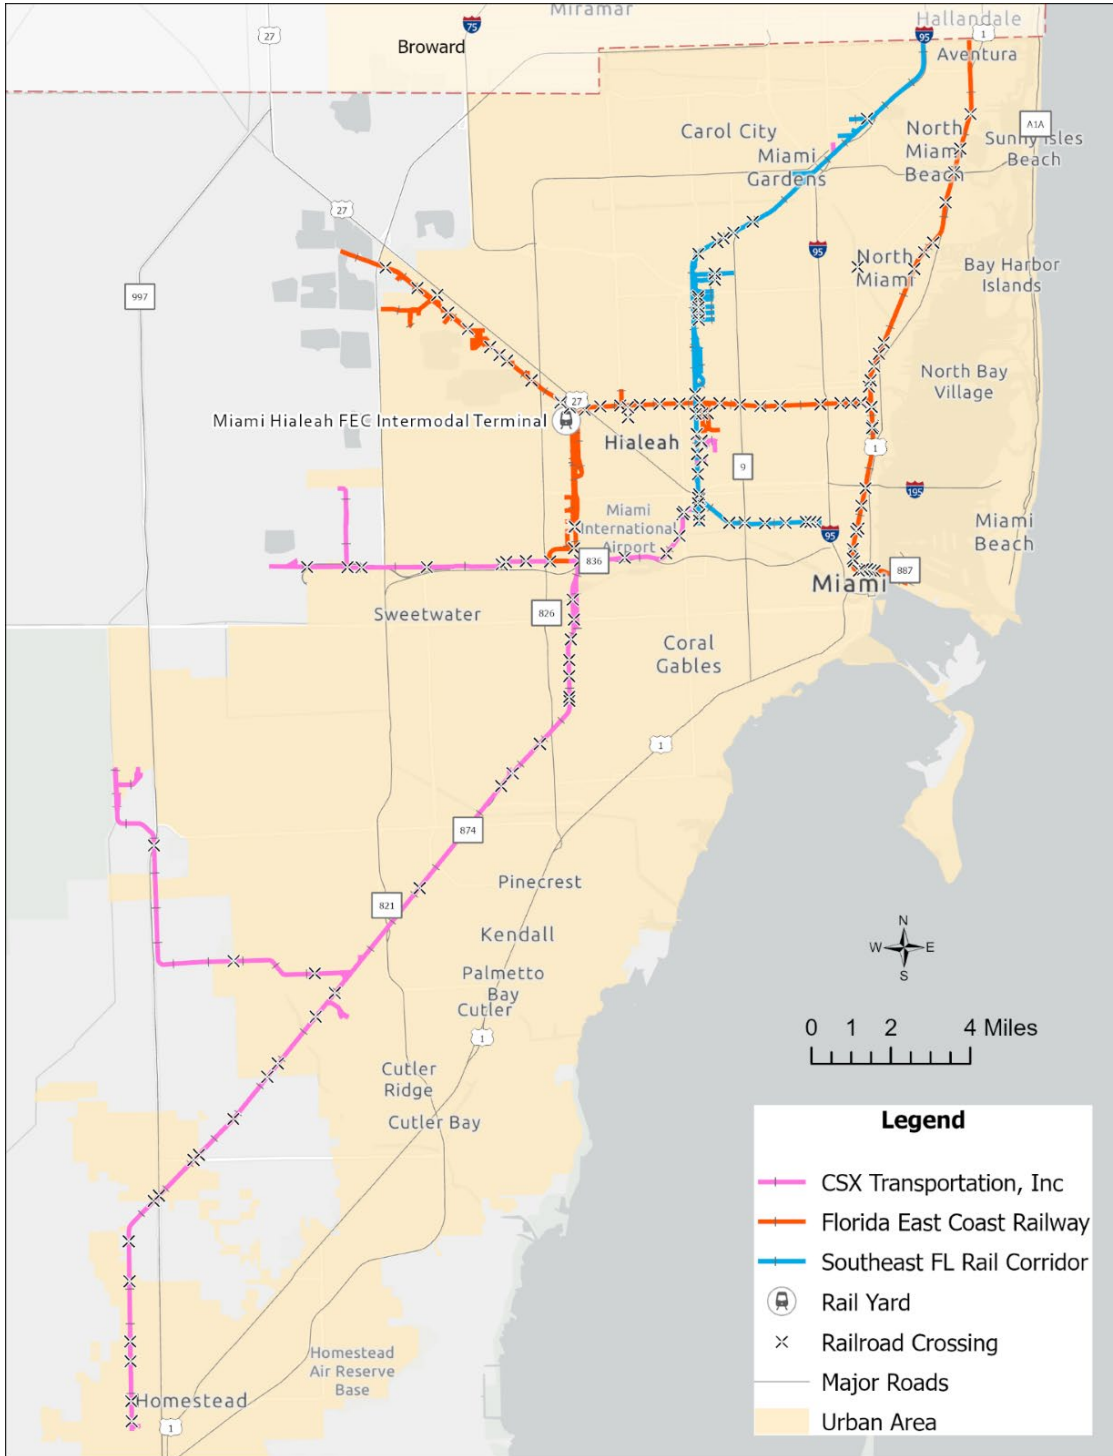 Miramar
Hallandale
27
75
95
1
Broward
Aventura
A1A
Carol City
North
Miami
Beach
Sunny Isles
Beach
Miami
Gardens
27
95
North
Miami
Bay Harbor
Islands
997
North Bay
Village
27
Miami Hialeah FEC Intermodal Terminal
Hialeah
1
9
195
Miami
International
Airport
Miami
Beach
95
836
887
Miami
Sweetwater
826
Coral
Gables
1
874
Pinecrest
821
Kendall
Palmetto
Bay
Cutler
1
N
W
E
S
0 1 2 4 Miles
Cutler
Ridge
Cutler Bay
Legend
CSX Transportation, Inc
Florida East Coast Railway
Southeast FL Rail Corridor
Rail Yard
Railroad Crossing
Major Roads
Urban Area
Homestead
Air Reserve
Base
Homestead
1